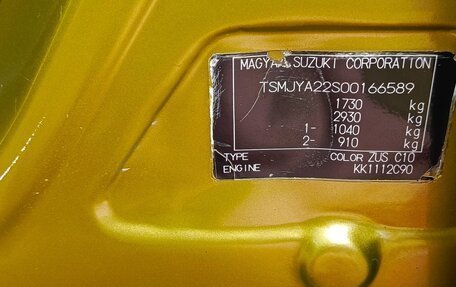 MAGYAR SUZUKI CORPORATION
TSMJYA22S00166589
1730 kg
2930 kg
1- 1040 kg
2- 910 kg
TYPE COLOR ZUS C10
ENGINE KK1112C90